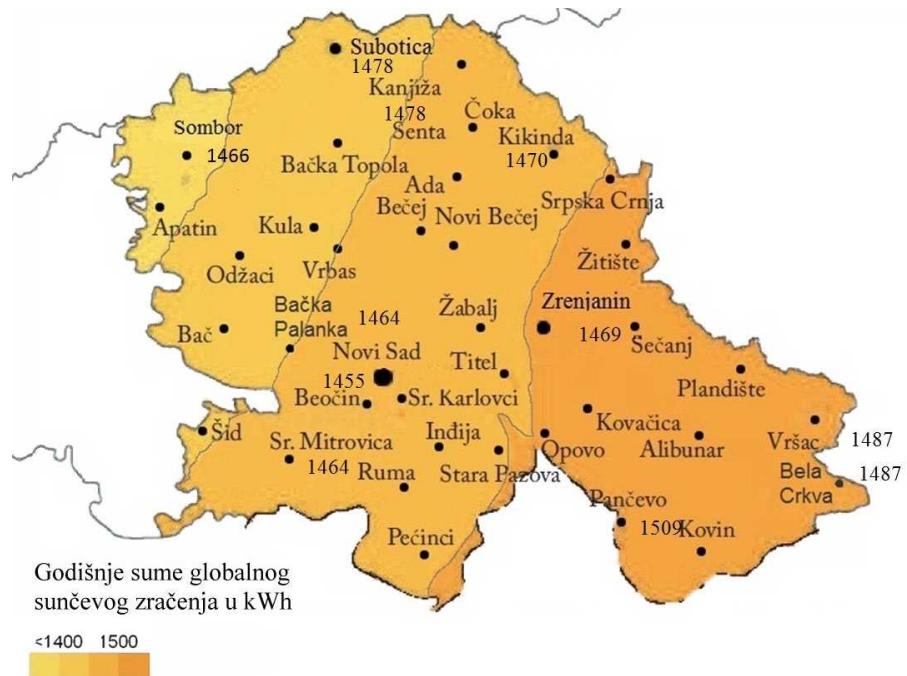 Subotica
1478
Kanjiža
1478
Senta
Čoka
Sombor
1466
Bačka Topola
Kikinda
1470
Ada
Srpska Crnja
Apatin
Kula
Bečej
Novi Bečej
Žitište
Odžaci
Vrbas
Bačka
Palanka
1464
Žabalj
Zrenjanin
1469
Sečanj
Bač
Novi Sad
1455
Titel
Plandište
Beočin
Sr. Karlovci
Kovačica
Šid
Sr. Mitrovica
1464
Inđija
Opovo
Alibunar
Vršac
1487
Ruma
Stara Pazova
Bela
Crkva
1487
Pančevo
1509
Kovin
Pećinci
Godišnje sume globalnog
sunčevog zračenja u kWh
<1400 1500